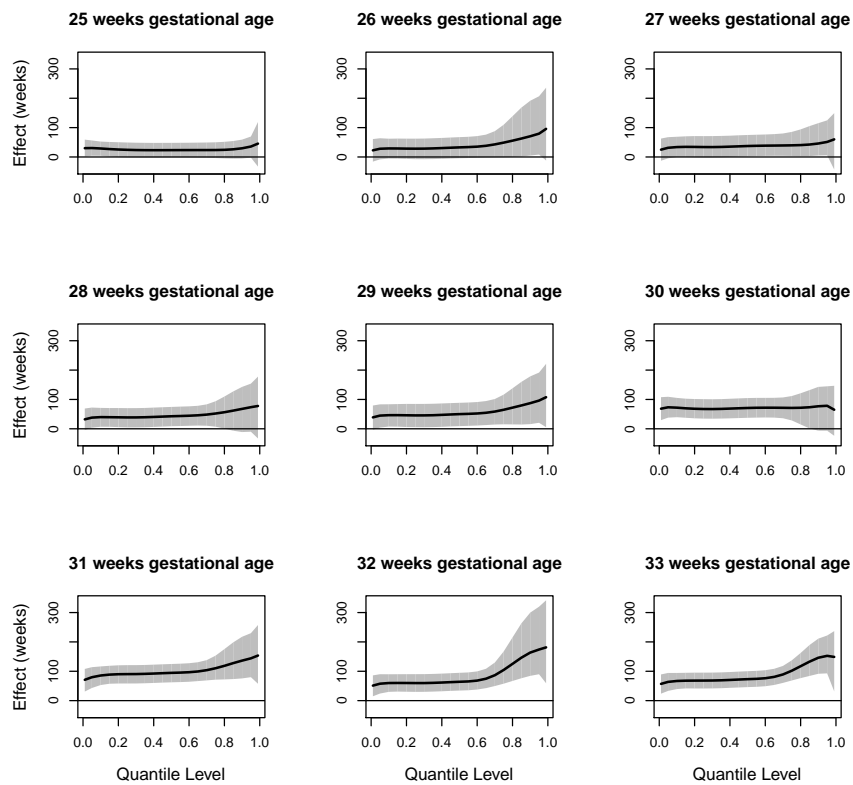 25 weeks gestational age
26 weeks gestational age
27 weeks gestational age
Effect (weeks)
300
100
0
0.0 0.2 0.4 0.6 0.8 1.0
300
100
0
0.0 0.2 0.4 0.6 0.8 1.0
300
100
0
0.0 0.2 0.4 0.6 0.8 1.0
28 weeks gestational age
29 weeks gestational age
30 weeks gestational age
Effect (weeks)
300
100
0
0.0 0.2 0.4 0.6 0.8 1.0
300
100
0
0.0 0.2 0.4 0.6 0.8 1.0
300
100
0
0.0 0.2 0.4 0.6 0.8 1.0
31 weeks gestational age
32 weeks gestational age
33 weeks gestational age
Effect (weeks)
300
100
0
0.0 0.2 0.4 0.6 0.8 1.0
300
100
0
0.0 0.2 0.4 0.6 0.8 1.0
300
100
0
0.0 0.2 0.4 0.6 0.8 1.0
Quantile Level
Quantile Level
Quantile Level